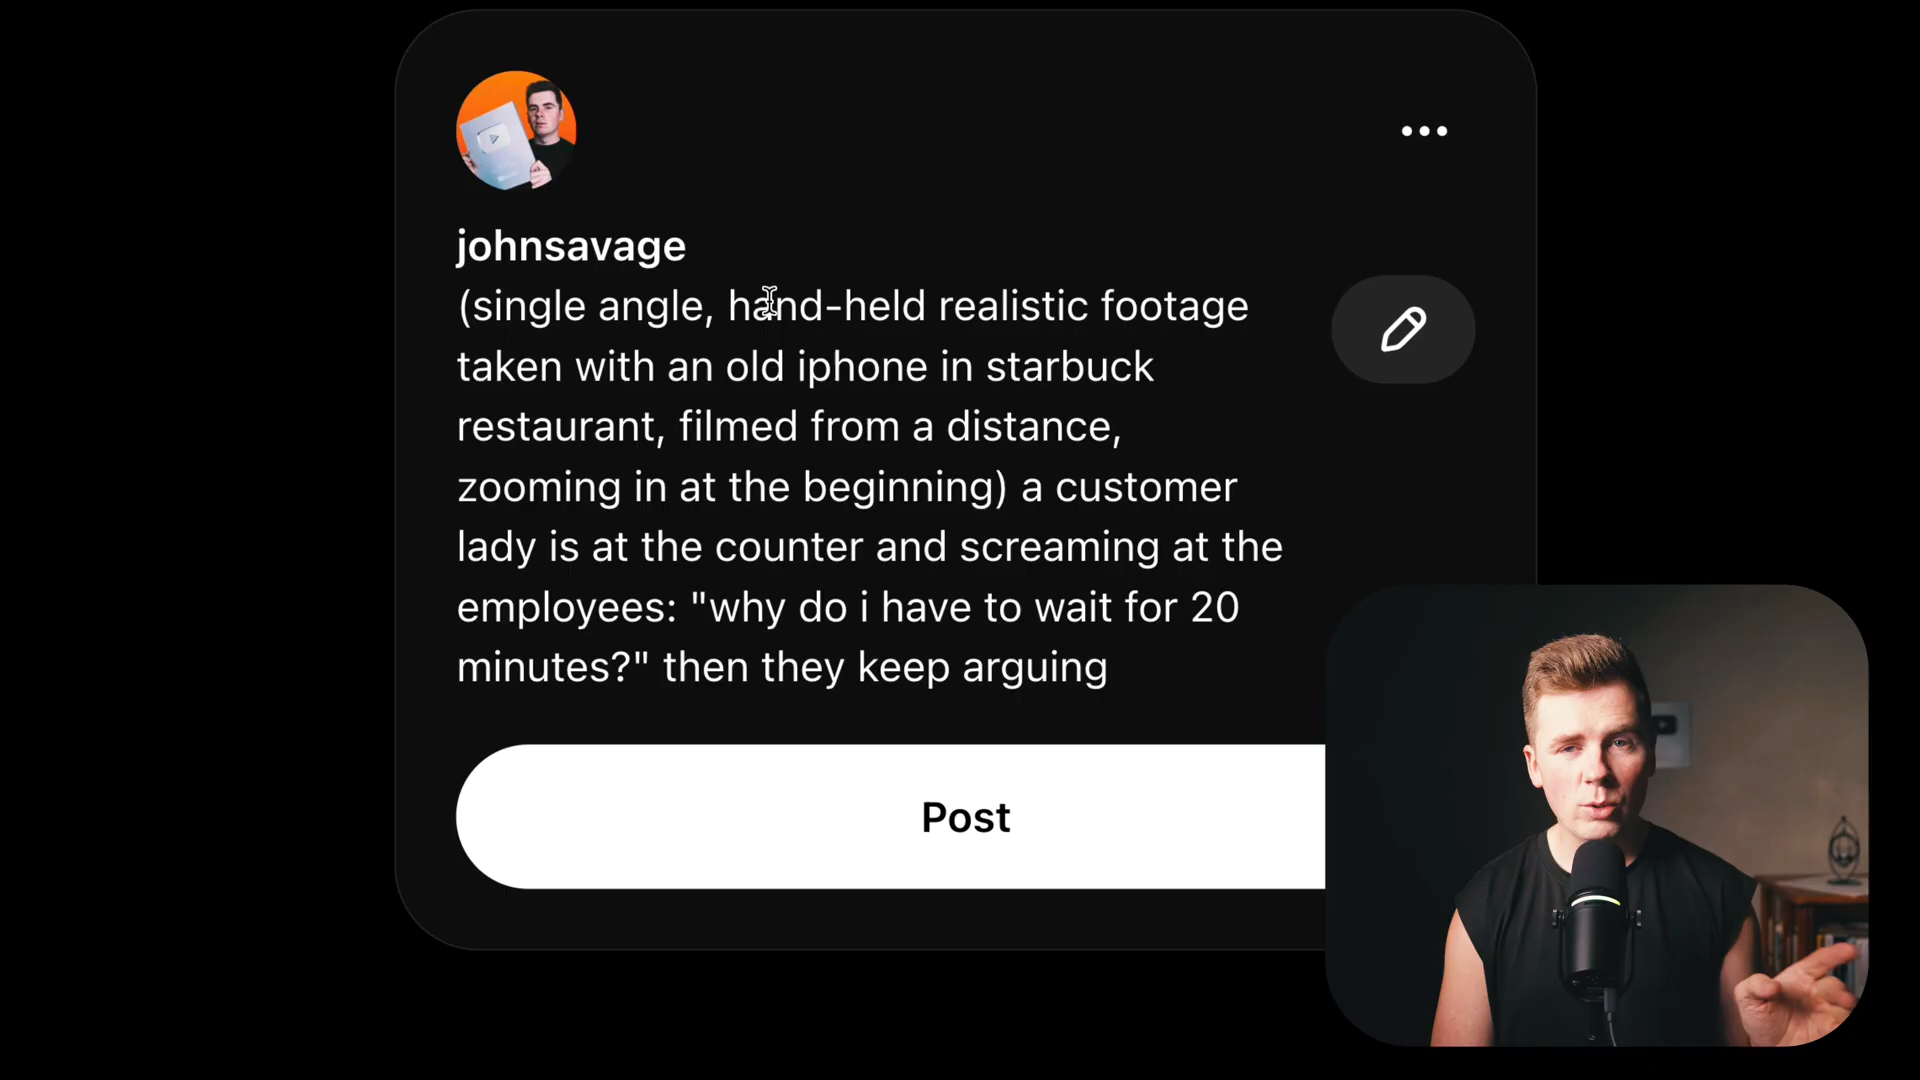 johnsavage
(single angle, hand-held realistic footage
taken with an old iphone in starbuck
restaurant, filmed from a distance,
zooming in at the beginning) a customer
lady is at the counter and screaming at the
employees: "why do i have to wait for 20
minutes?" then they keep arguing
Post